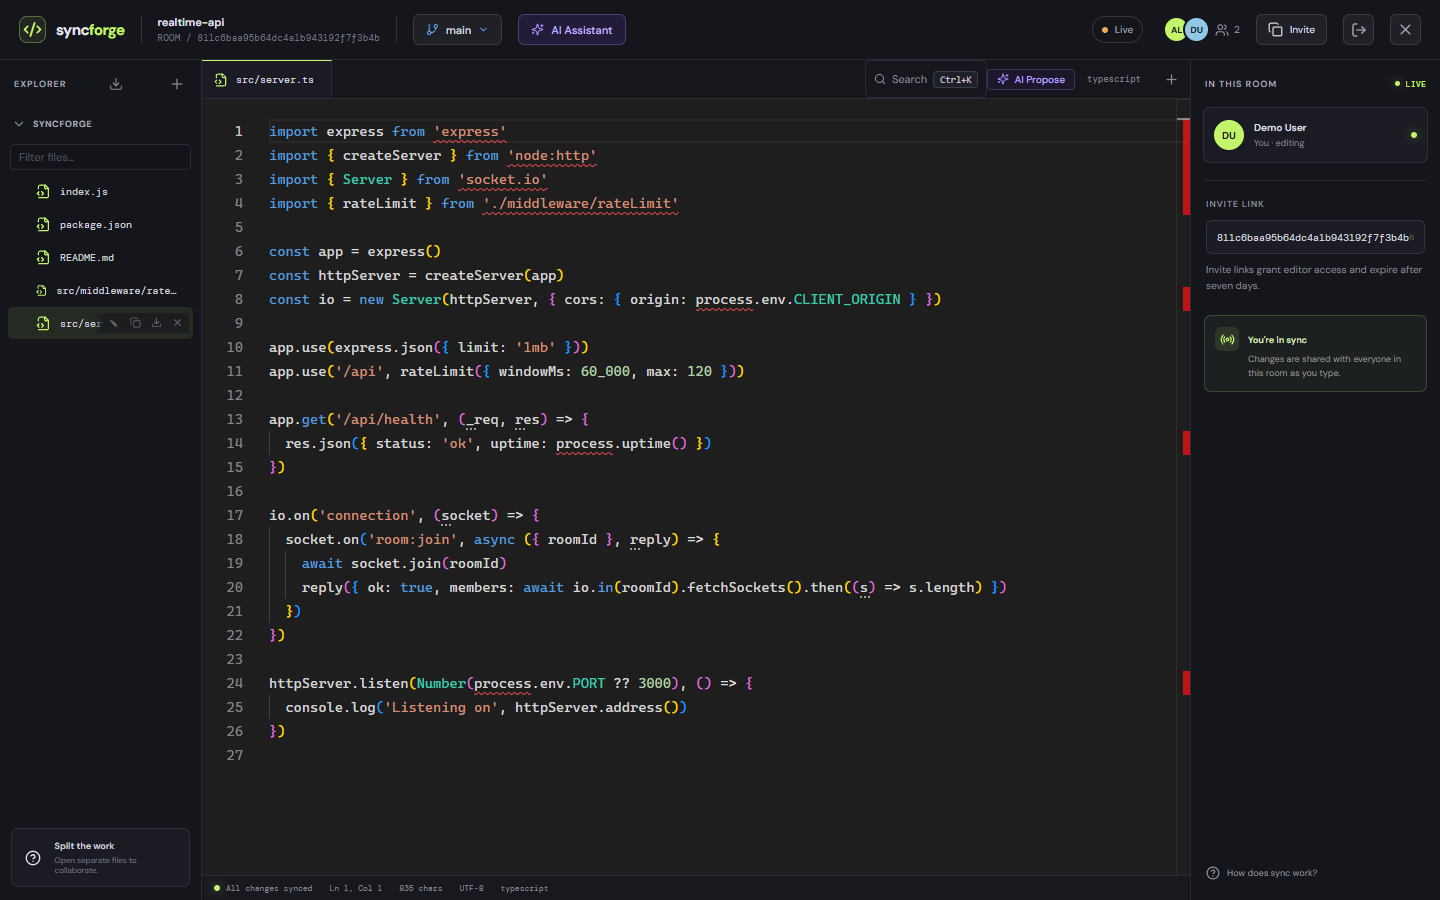 syncforge
realtime-api
ROOM / 811c6baa95b64dc4a1b943192f7f3b4b
main
AI Assistant
Live
AL
DU
2
Invite
EXPLORER
SYNCFORGE
Filter files…
index.js
package.json
README.md
src/middleware/rate…
src/ser
Split the work
Open separate files to
collaborate.
src/server.ts
Search Ctrl+K
AI Propose
typescript
1 import express from 'express'
2 import { createServer } from 'node:http'
3 import { Server } from 'socket.io'
4 import { rateLimit } from './middleware/rateLimit'
5
6 const app = express()
7 const httpServer = createServer(app)
8 const io = new Server(httpServer, { cors: { origin: process.env.CLIENT_ORIGIN } })
9
10 app.use(express.json({ limit: '1mb' }))
11 app.use('/api', rateLimit({ windowMs: 60_000, max: 120 }))
12
13 app.get('/api/health', (_req, res) => {
14 res.json({ status: 'ok', uptime: process.uptime() })
15 })
16
17 io.on('connection', (socket) => {
18 socket.on('room:join', async ({ roomId }, reply) => {
19 await socket.join(roomId)
20 reply({ ok: true, members: await io.in(roomId).fetchSockets().then((s) => s.length) })
21 })
22 })
23
24 httpServer.listen(Number(process.env.PORT ?? 3000), () => {
25 console.log('Listening on', httpServer.address())
26 })
27
All changes synced
Ln 1, Col 1
835 chars
UTF-8
typescript
IN THIS ROOM
LIVE
DU
Demo User
You · editing
INVITE LINK
811c6baa95b64dc4a1b943192f7f3b4b
Invite links grant editor access and expire after
seven days.
You're in sync
Changes are shared with everyone in
this room as you type.
How does sync work?